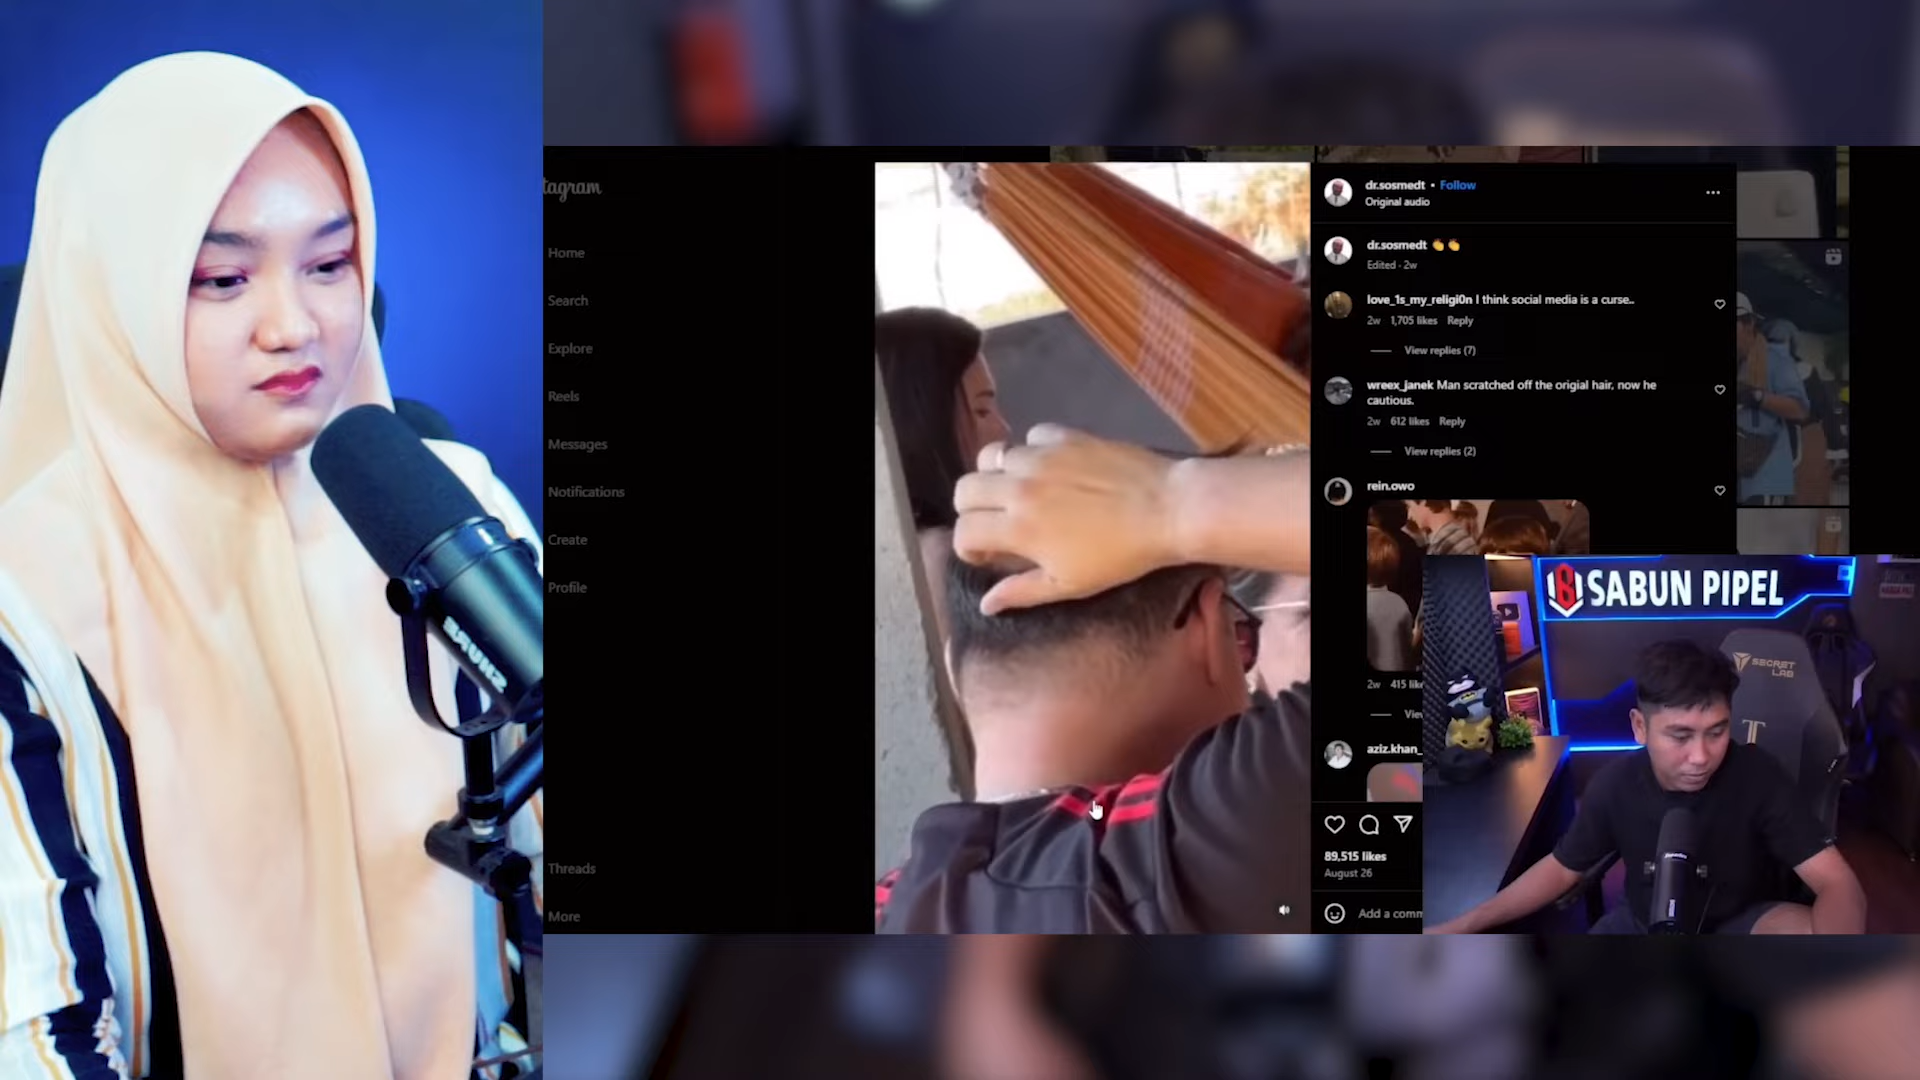 tagram
Home
Search
Explore
Reels
Messages
Notifications
Create
Profile
Threads
More
dr.sosmedt • Follow
Original audio
dr.sosmedt
Edited · 2w
love_1s_my_religi0n I think social media is a curse..
2w 1,705 likes Reply
View replies (7)
wreex_janek Man scratched off the origial hair, now he
cautious.
2w 612 likes Reply
View replies (2)
rein.owo
2w 415 like
Viev
aziz.khan_
89,515 likes
August 26
Add a comm
SABUN PIPEL
SECRET
LAB
SHURE